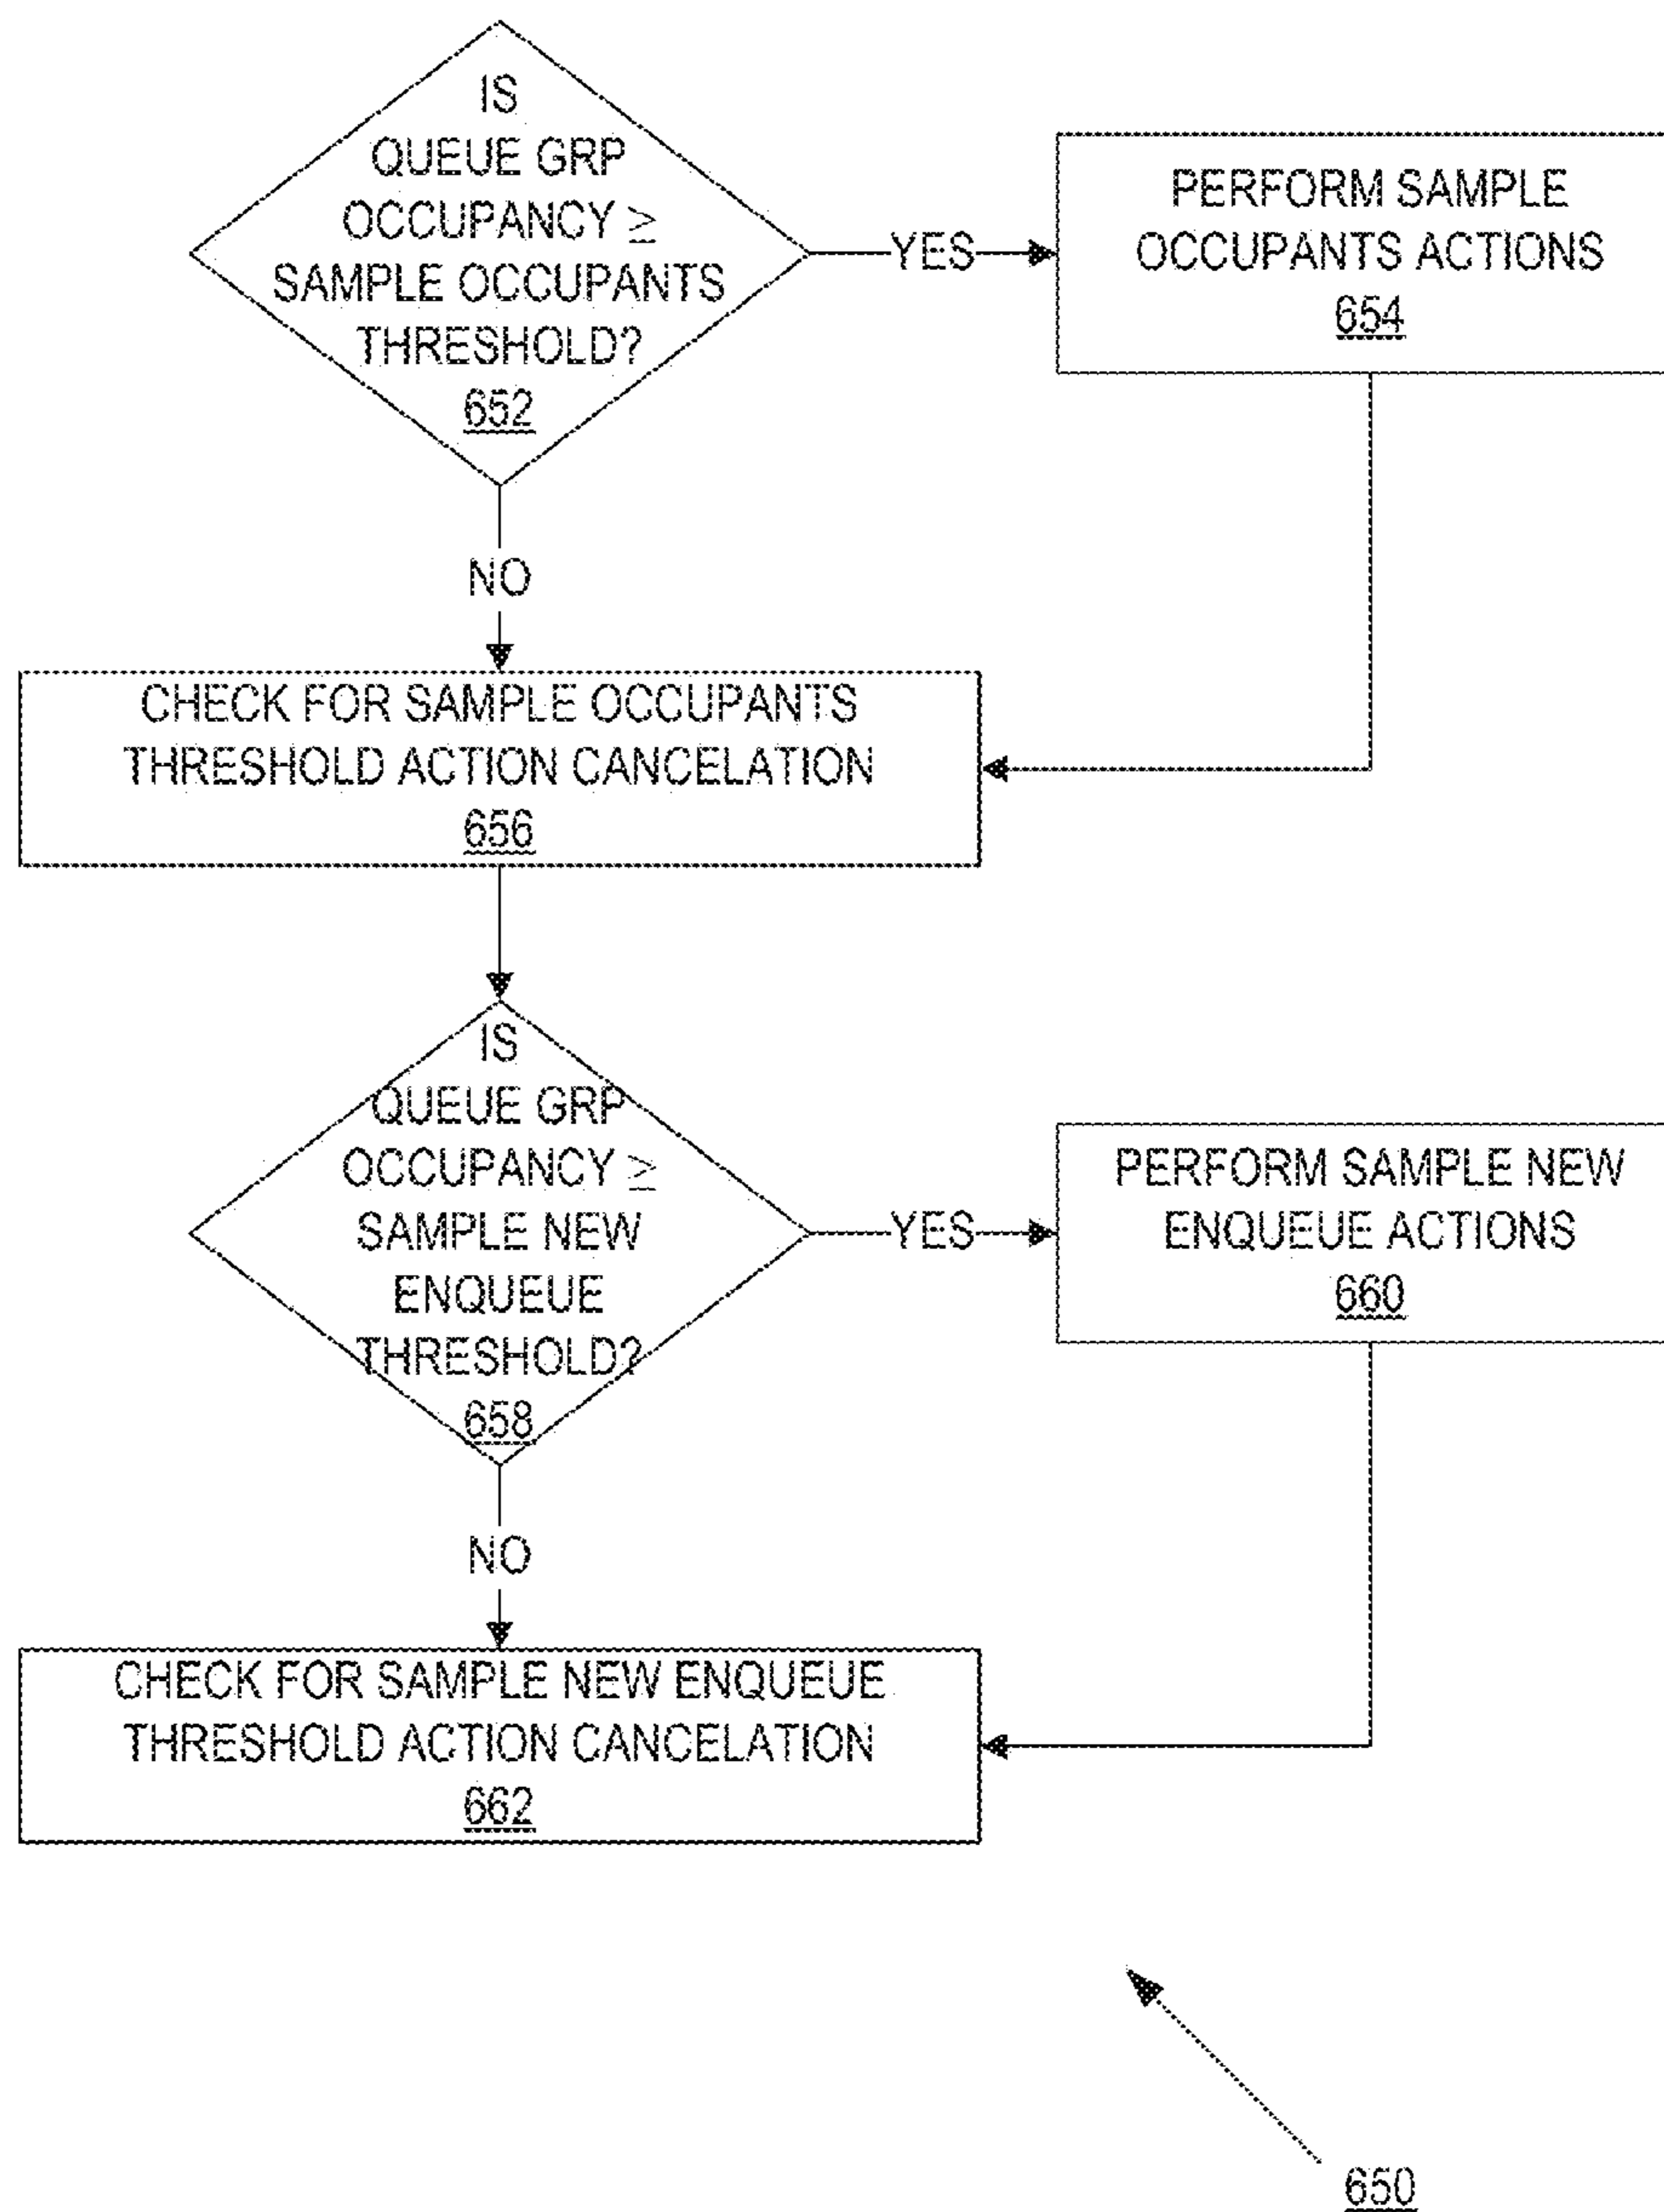 IS
QUEUE GRP
OCCUPANCY ≥
SAMPLE OCCUPANTS
THRESHOLD?
652
YES
PERFORM SAMPLE
OCCUPANTS ACTIONS
654
NO
CHECK FOR SAMPLE OCCUPANTS
THRESHOLD ACTION CANCELATION
656
IS
QUEUE GRP
OCCUPANCY ≥
SAMPLE NEW
ENQUEUE
THRESHOLD?
658
YES
PERFORM SAMPLE NEW
ENQUEUE ACTIONS
660
NO
CHECK FOR SAMPLE NEW ENQUEUE
THRESHOLD ACTION CANCELATION
662
650